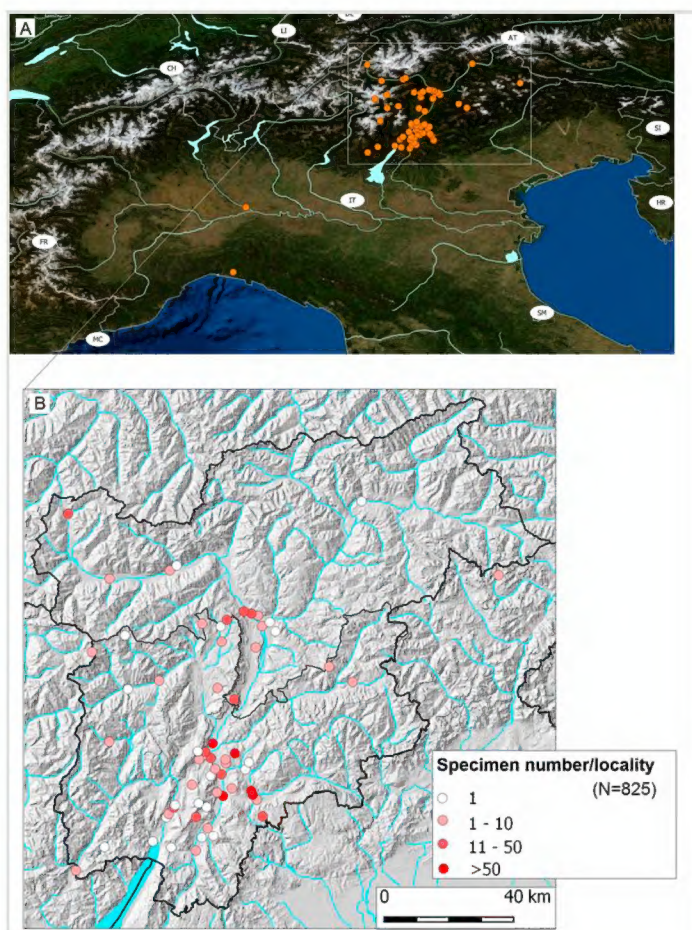 A
LI
AT
CH
SI
IT
HR
FR
SM
MC
B
Specimen number/locality
(N=825)
1
1 - 10
11 - 50
>50
0 40 km